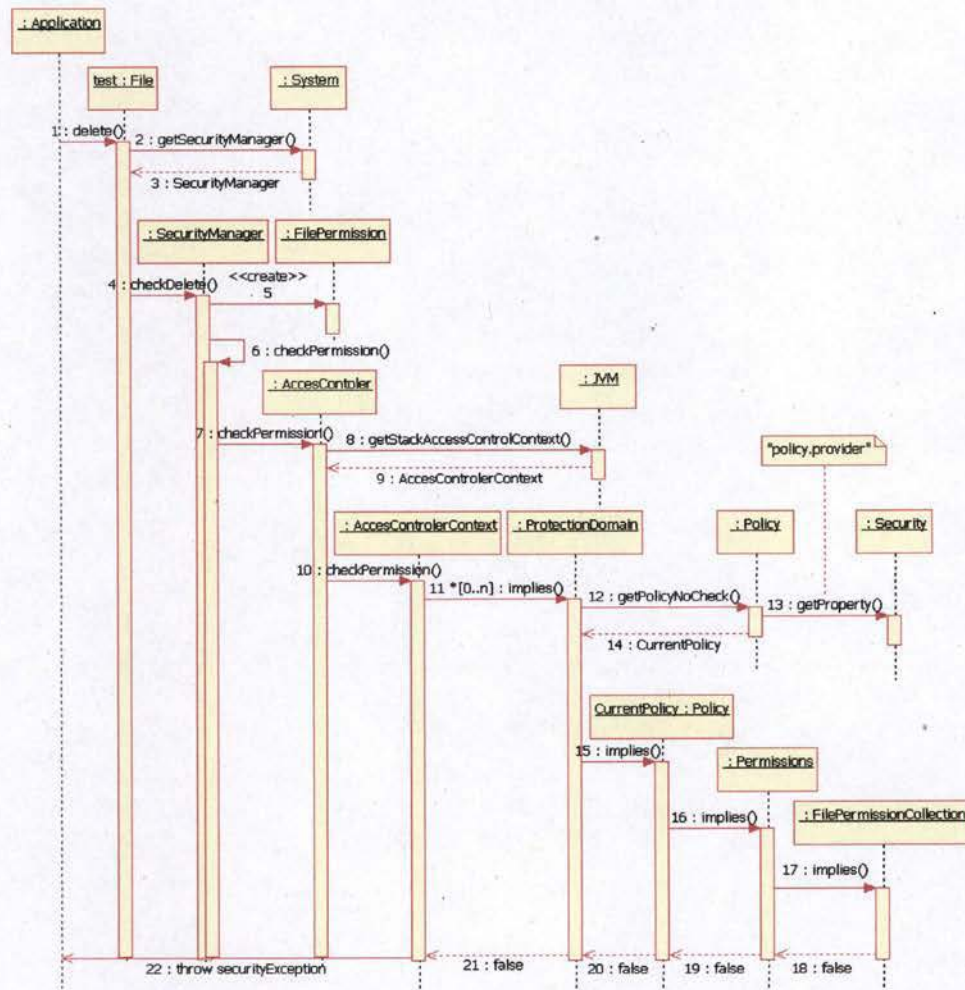 : Application
test : File
: System
1 : delete()
2 : getSecurityManager()
3 : SecurityManager
: SecurityManager
: FilePermission
<<create>>
4 : checkDelete()
5
6 : checkPermission()
: AccesContoler
: JVM
7 : checkPermission()
8 : getStackAccessControlContext()
"policy.provider"
9 : AccesControlerContext
: AccesControlerContext
: ProtectionDomain
: Policy
: Security
10 : checkPermission()
11 *[0..n] : implies()
12 : getPolicyNoCheck()
13 : getProperty()
14 : CurrentPolicy
CurrentPolicy : Policy
15 : implies()
: Permissions
16 : implies()
: FilePermissionCollection
17 : implies()
22 : throw securityException
21 : false
20 : false
19 : false
18 : false